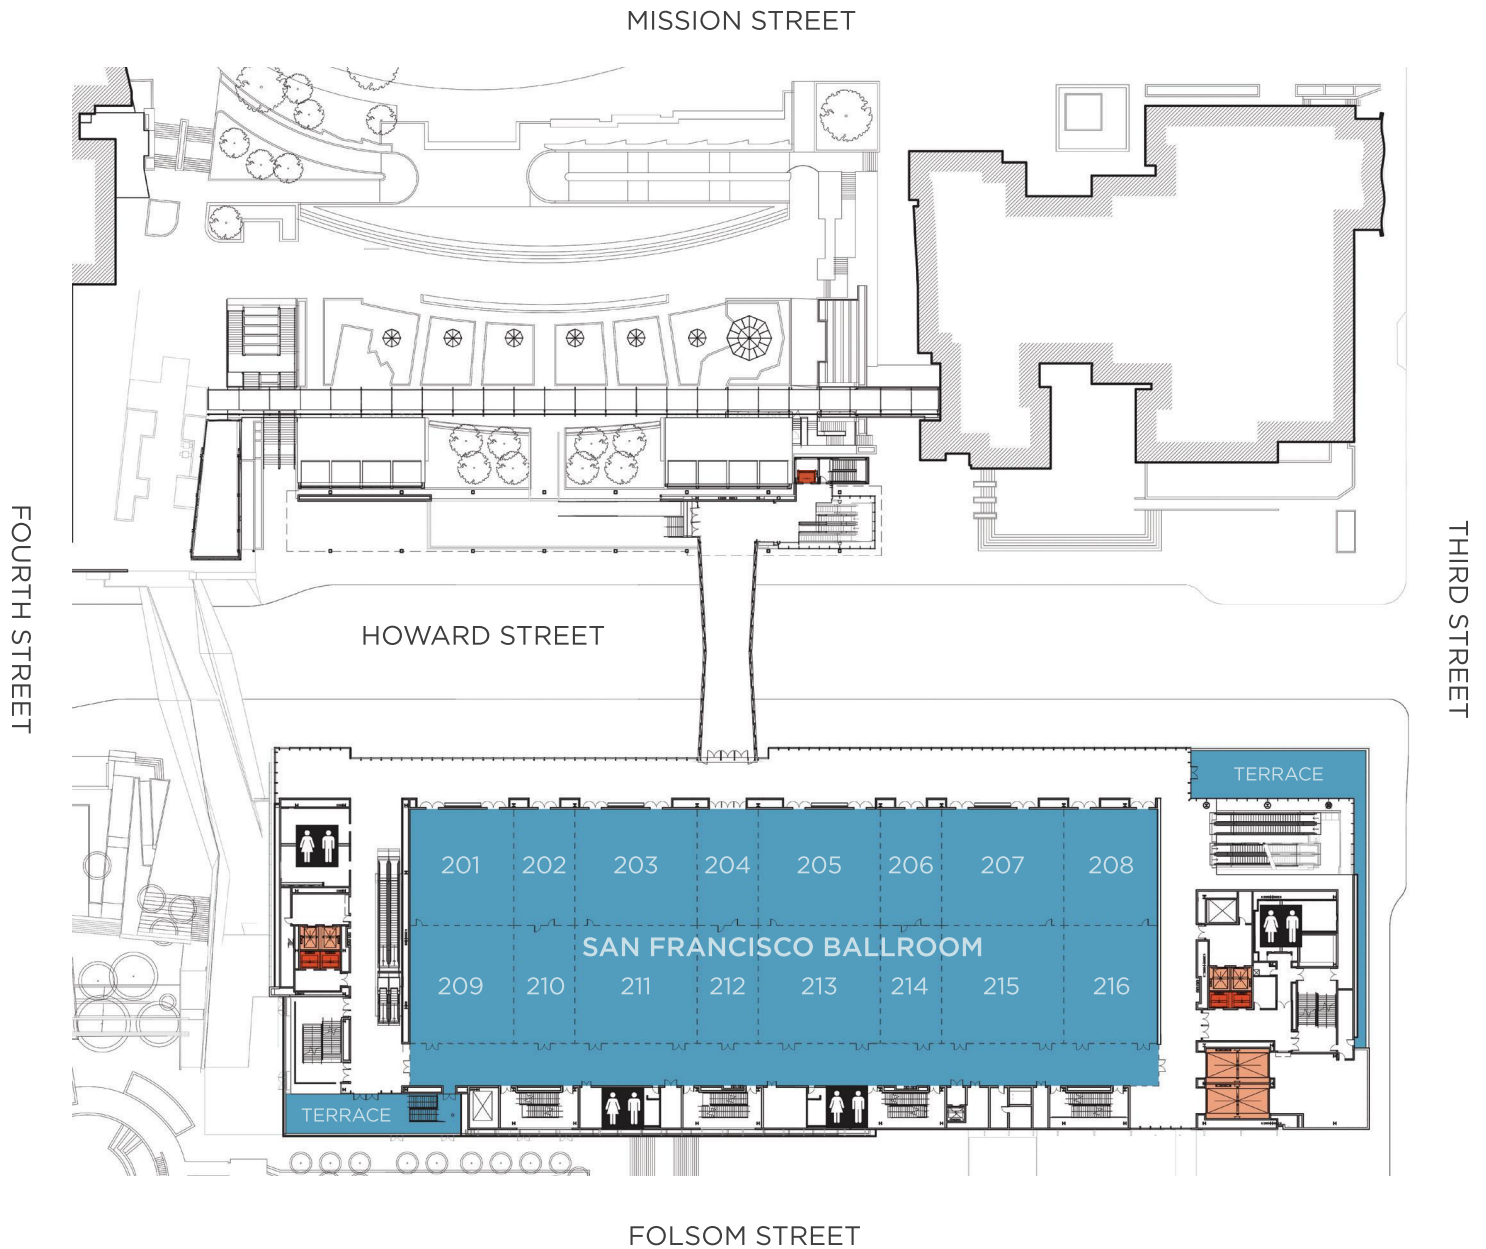 MISSION STREET
FOURTH STREET
THIRD STREET
HOWARD STREET
TERRACE
201 202 203 204 205 206 207 208
SAN FRANCISCO BALLROOM
209 210 211 212 213 214 215 216
TERRACE
FOLSOM STREET